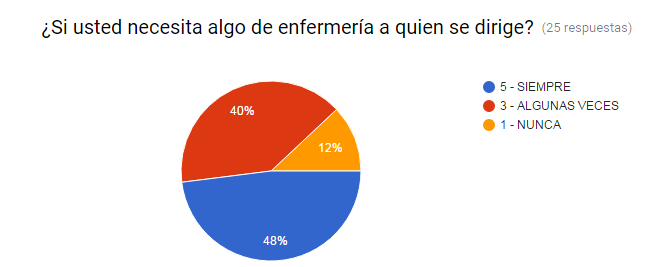 ¿Si usted necesita algo de enfermería a quien se dirige? (25 respuestas)
5 - SIEMPRE
3 - ALGUNAS VECES
1 - NUNCA
40%
12%
48%